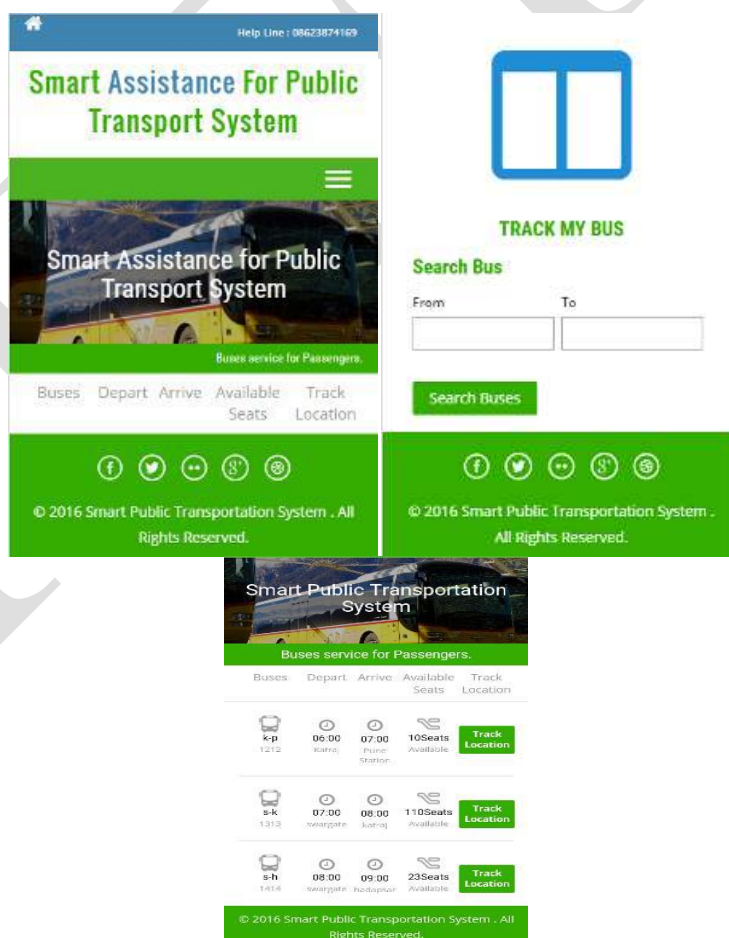 Help Line : 08623874169
Smart Assistance For Public
Transport System
Smart Assistance for Public
Transport System
Buses service for Passengers.
Buses Depart Arrive Available Track
Seats Location
© 2016 Smart Public Transportation System . All
Rights Reserved.
TRACK MY BUS
Search Bus
From To
Search Buses
© 2016 Smart Public Transportation System .
All Rights Reserved.
Smart Public Transportation
System
Buses service for Passengers.
Buses Depart Arrive Available Track
Seats Location
k-p 06:00 07:00 10Seats Track Location
1212 Katraj Pune Available
Station
s-k 07:00 08:00 110Seats Track Location
1313 swargate katraj Available
s-h 08:00 09:00 23Seats Track Location
1414 swargate hadapsar Available
© 2016 Smart Public Transportation System . All
Rights Reserved.